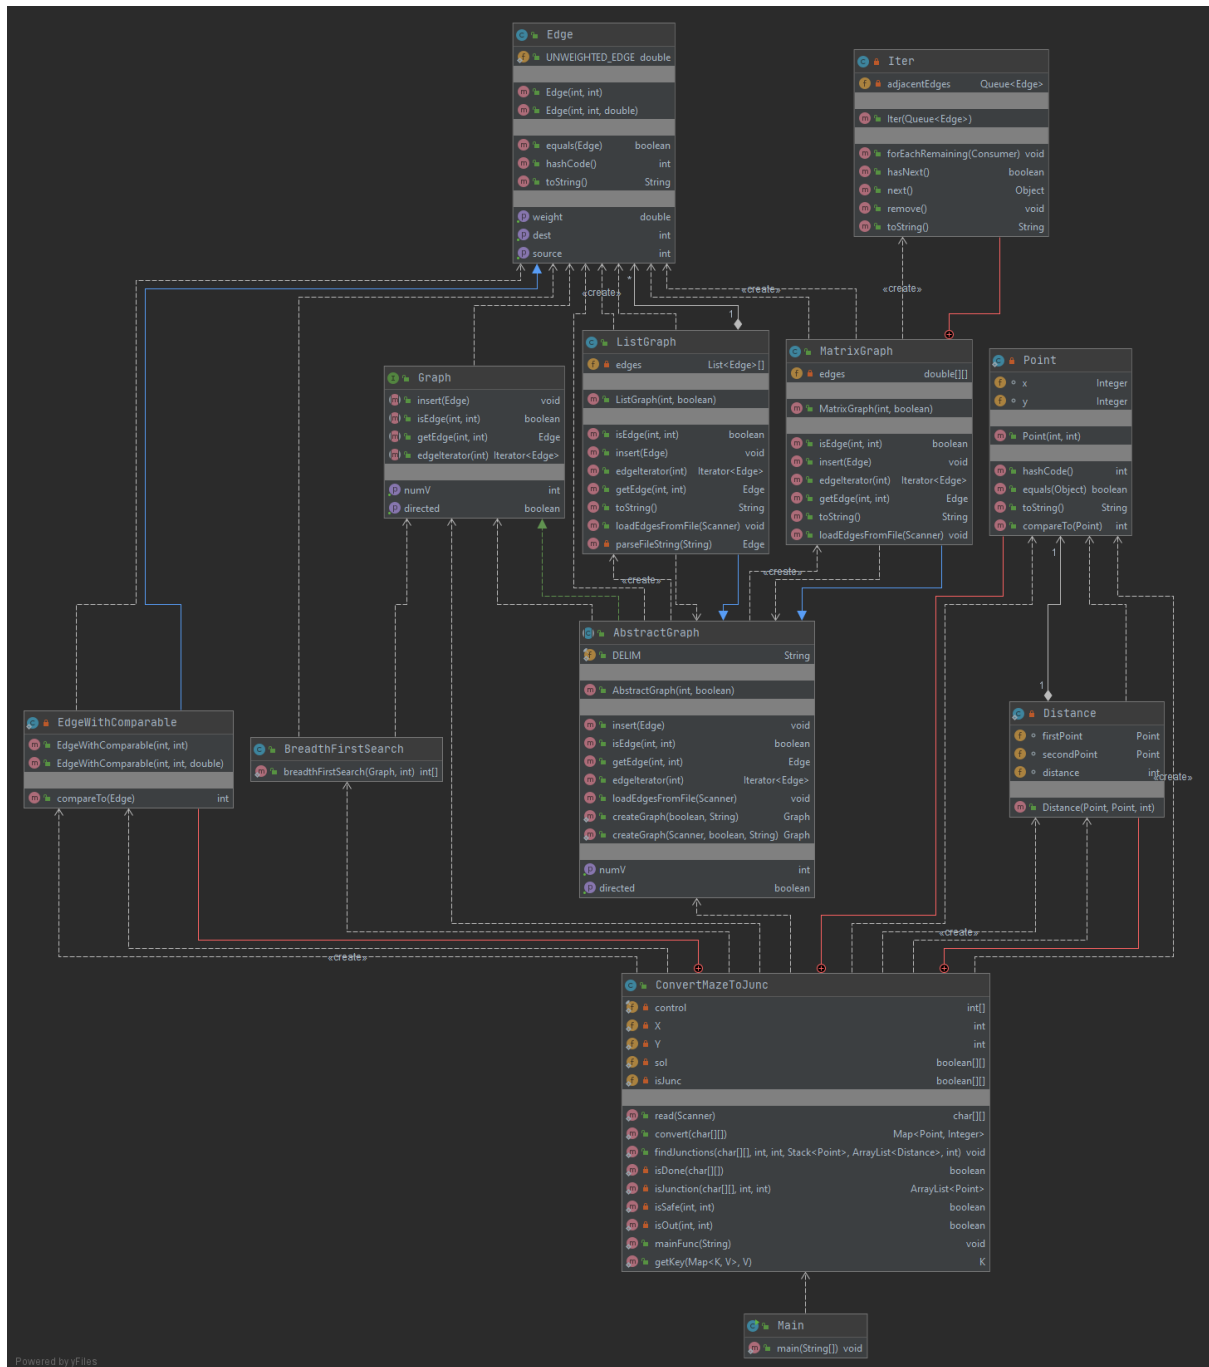 Edge
UNWEIGHTED_EDGE double
Edge(int, int)
Edge(int, int, double)
equals(Edge) boolean
hashCode() int
toString() String
weight double
dest int
source int
Iter
adjacentEdges Queue<Edge>
Iter(Queue<Edge>)
forEachRemaining(Consumer) void
hasNext() boolean
next() Object
remove() void
toString() String
*
«create»
«create»
«create»
1
ListGraph
edges List<Edge>[]
ListGraph(int, boolean)
isEdge(int, int) boolean
insert(Edge) void
edgeIterator(int) Iterator<Edge>
getEdge(int, int) Edge
toString() String
loadEdgesFromFile(Scanner) void
parseFileString(String) Edge
MatrixGraph
edges double[][]
MatrixGraph(int, boolean)
isEdge(int, int) boolean
insert(Edge) void
edgeIterator(int) Iterator<Edge>
getEdge(int, int) Edge
toString() String
loadEdgesFromFile(Scanner) void
Point
x Integer
y Integer
Point(int, int)
hashCode() int
equals(Object) boolean
toString() String
compareTo(Point) int
Graph
insert(Edge) void
isEdge(int, int) boolean
getEdge(int, int) Edge
edgeIterator(int) Iterator<Edge>
numV int
directed boolean
«create»
«create»
1
1
AbstractGraph
DELIM String
AbstractGraph(int, boolean)
insert(Edge) void
isEdge(int, int) boolean
getEdge(int, int) Edge
edgeIterator(int) Iterator<Edge>
loadEdgesFromFile(Scanner) void
createGraph(boolean, String) Graph
createGraph(Scanner, boolean, String) Graph
numV int
directed boolean
EdgeWithComparable
EdgeWithComparable(int, int)
EdgeWithComparable(int, int, double)
compareTo(Edge) int
BreadthFirstSearch
breadthFirstSearch(Graph, int) int[]
Distance
firstPoint Point
secondPoint Point
distance int
Distance(Point, Point, int)
«create»
«create»
«create»
ConvertMazeToJunc
control int[]
X int
Y int
sol boolean[][]
isJunc boolean[][]
read(Scanner) char[][]
convert(char[][]) Map<Point, Integer>
findJunctions(char[][], int, int, Stack<Point>, ArrayList<Distance>, int) void
isDone(char[][]) boolean
isJunction(char[][], int, int) ArrayList<Point>
isSafe(int, int) boolean
isOut(int, int) boolean
mainFunc(String) void
getKey(Map<K, V>, V) K
Main
main(String[]) void
Powered by yFiles